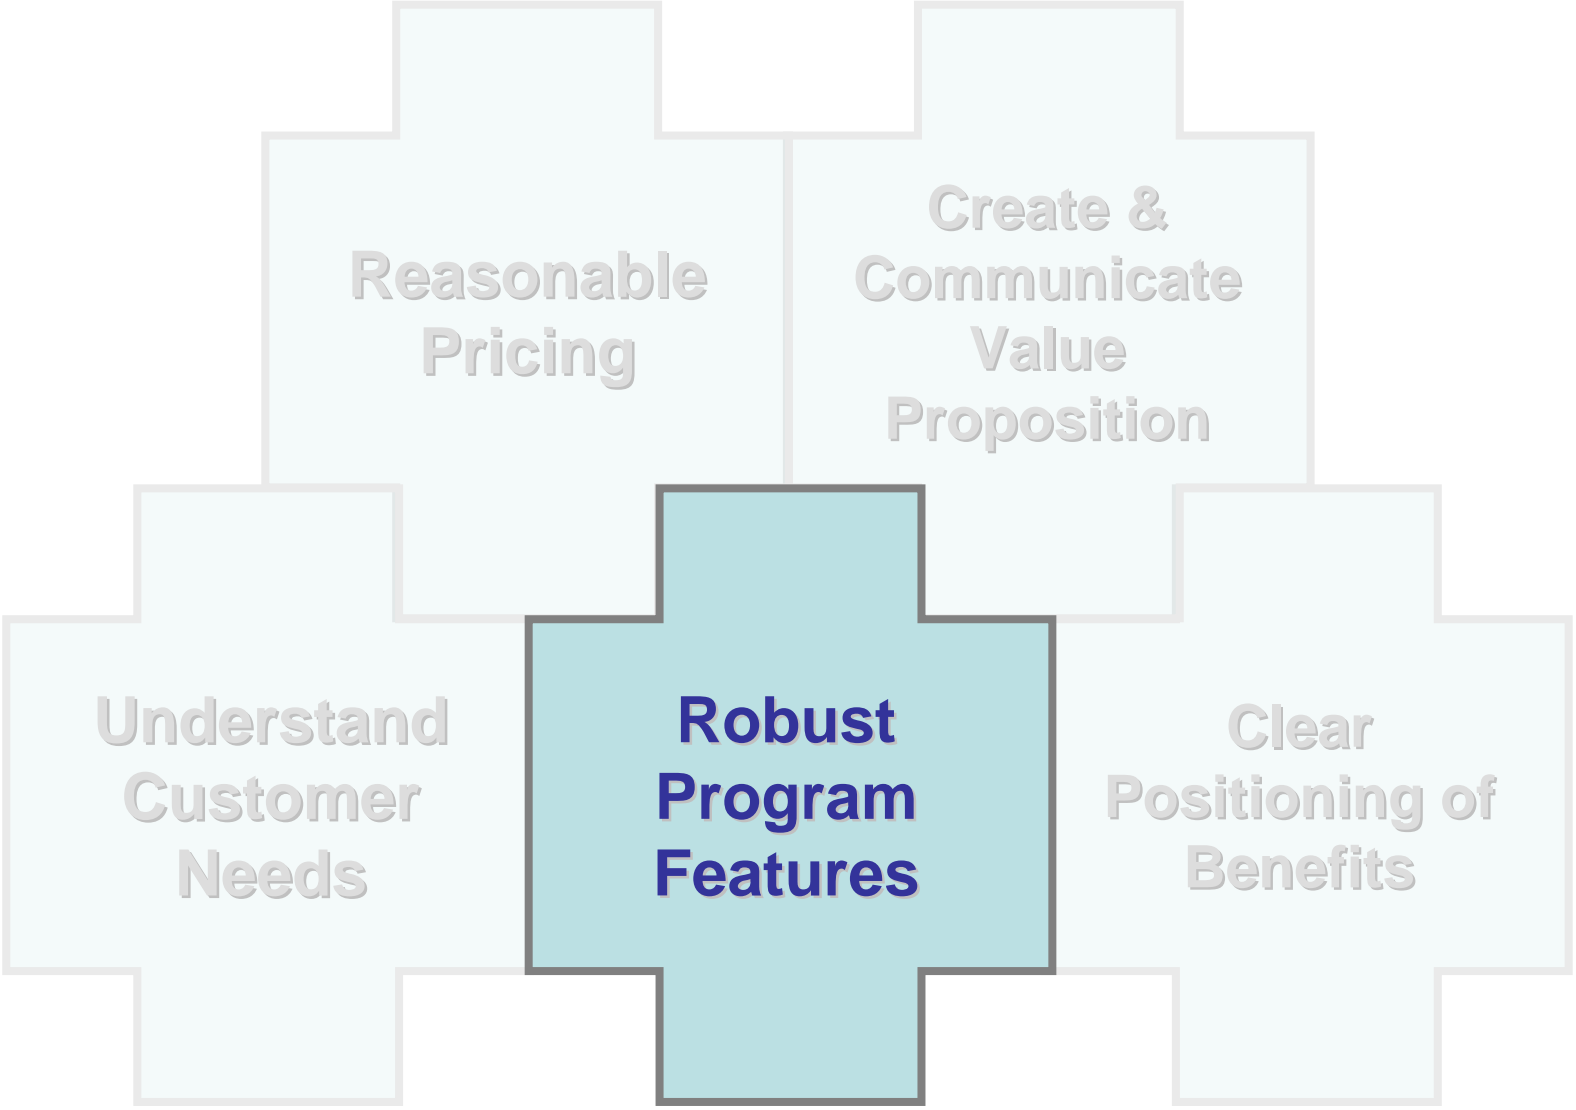 Reasonable
Pricing
Create &
Communicate
Value
Proposition
Understand
Customer
Needs
Robust
Program
Features
Clear
Positioning of
Benefits